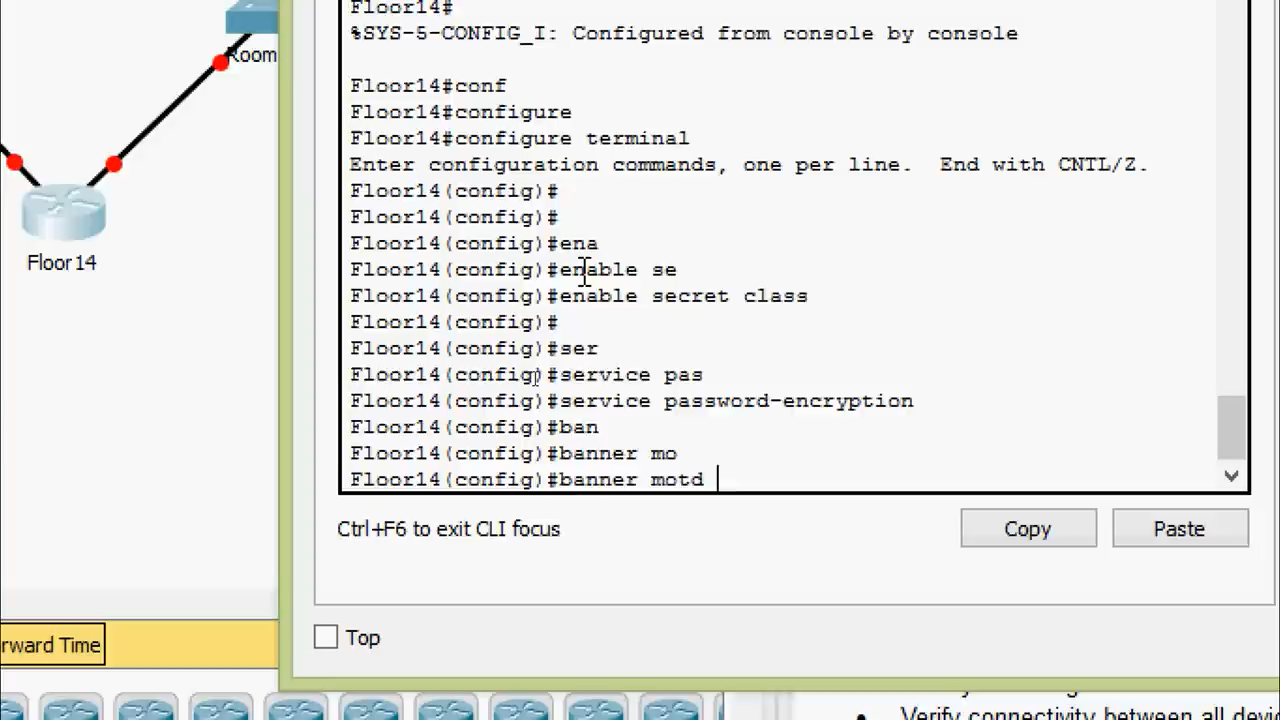 Floor14#
%SYS-5-CONFIG_I: Configured from console by console
Room
Floor14#conf
Floor14#configure
Floor14#configure terminal
Enter configuration commands, one per line.  End with CNTL/Z.
Floor14(config)#
Floor14(config)#
Floor14(config)#ena
Floor14(config)#enable se
Floor14(config)#enable secret class
Floor14(config)#
Floor14(config)#ser
Floor14(config)#service pas
Floor14(config)#service password-encryption
Floor14(config)#ban
Floor14(config)#banner mo
Floor14(config)#banner motd
Floor14
Ctrl+F6 to exit CLI focus
Copy
Paste
Top
rward Time
Verify connectivity between all devi